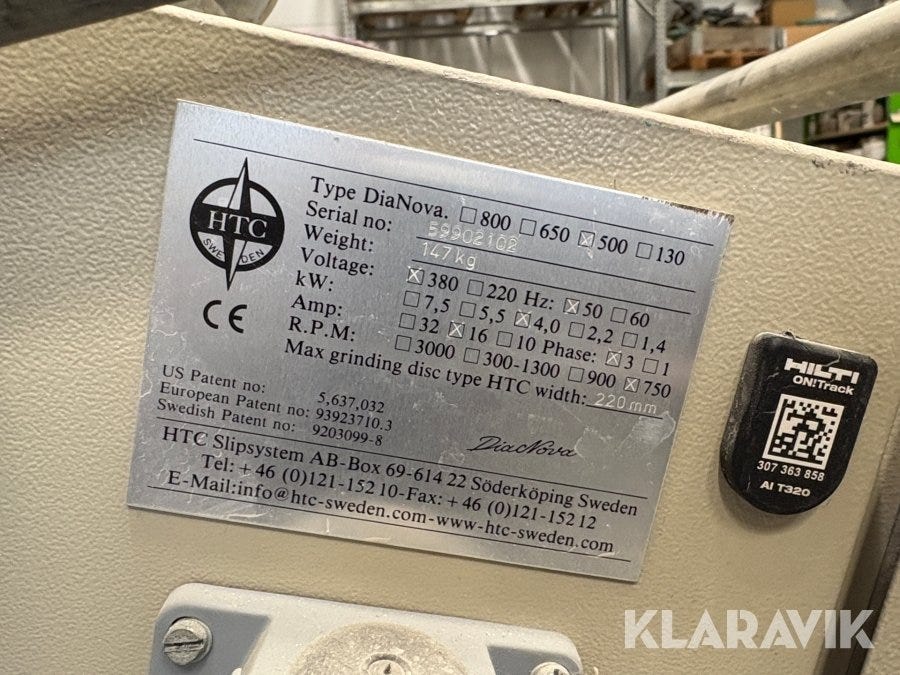 HTC
SWEDEN
CE
Type DiaNova. ☐800 ☐650 ☒500 ☐130
Serial no: 59902102
Weight: 147kg
Voltage: ☒380 ☐220 Hz: ☒50 ☐60
kW: ☐7,5 ☐5,5 ☒4,0 ☐2,2 ☐1,4
Amp: ☐32 ☒16 ☐10 Phase: ☒3 ☐1
R.P.M: ☐3000 ☐300-1300 ☐900 ☒750
Max grinding disc type HTC width: 220mm
US Patent no: 5,637,032
European Patent no: 93923710.3
Swedish Patent no: 9203099-8
DiaNova
HTC Slipsystem AB-Box 69-614 22 Söderköping Sweden
Tel: + 46 (0)121-152 10-Fax: + 46 (0)121-152 12
E-Mail:info@htc-sweden.com-www-htc-sweden.com
HILTI
ON!Track
307 363 858
AI T320
KLARAVIK